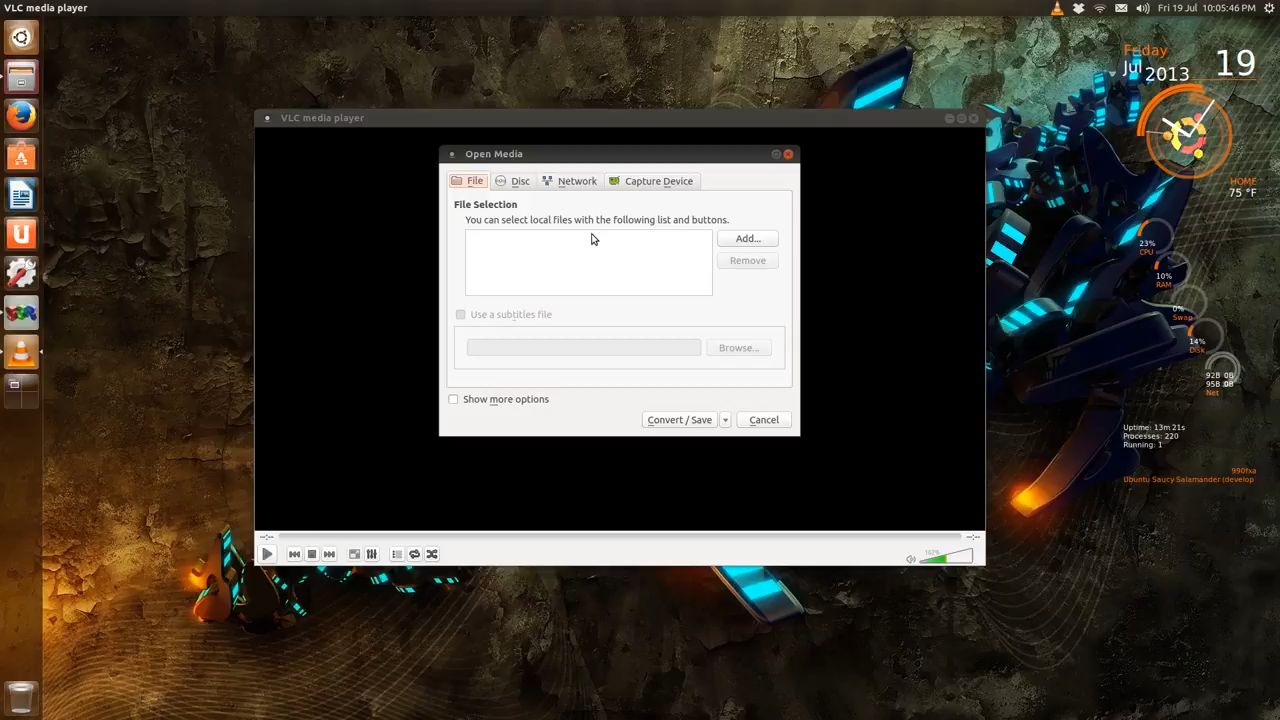 VLC media player
Fri 19 Jul 10:05:46 PM
Friday
Jul 2013 19
HOME
75 °F
23%
CPU
10%
RAM
0%
Swap
14%
Disk
92B 0B
95B 0B
Net
Uptime: 13m 21s
Processes: 220
Running: 1
990fxa
Ubuntu Saucy Salamander (develop
VLC media player
Open Media
File Disc Network Capture Device
File Selection
You can select local files with the following list and buttons.
Add...
Remove
Use a subtitles file
Browse...
Show more options
Convert / Save Cancel
102%